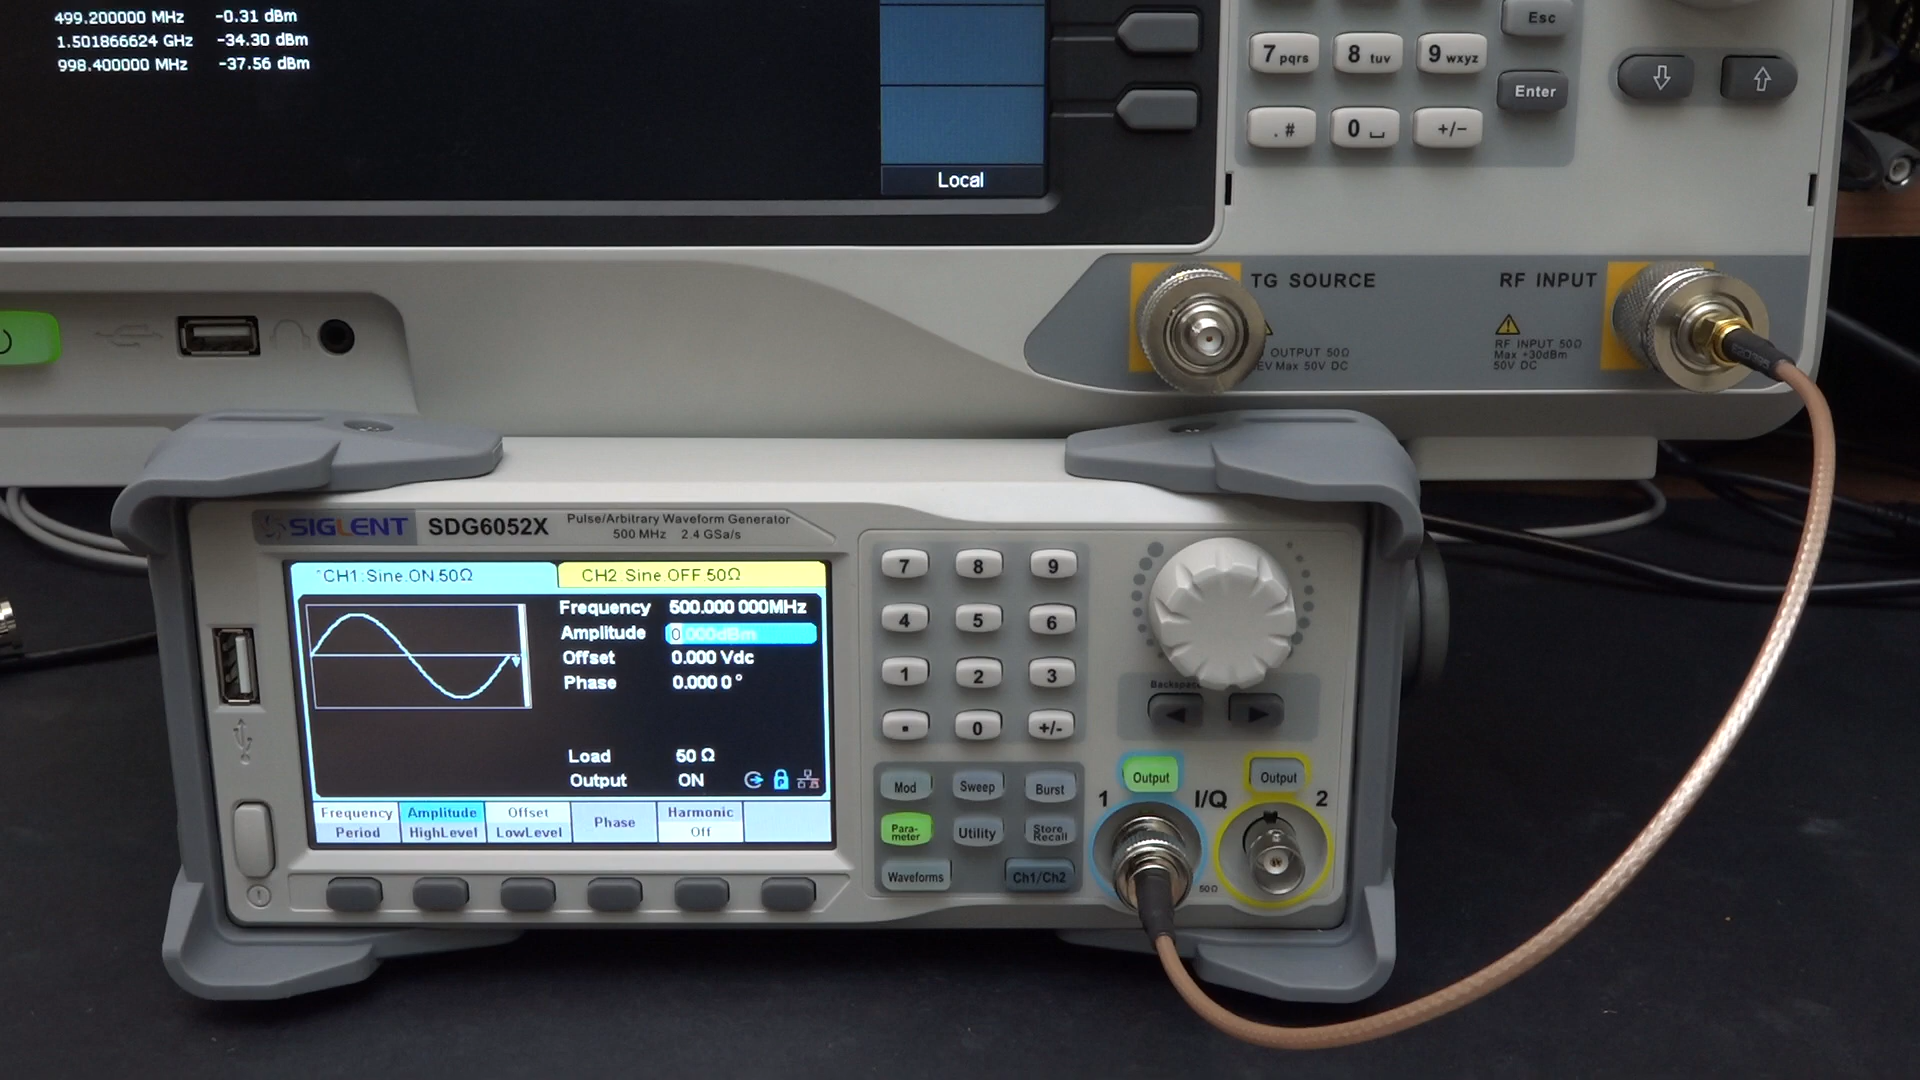 499.200000 MHz -0.31 dBm
1.501866624 GHz -34.30 dBm
998.400000 MHz -37.56 dBm
Local
Esc
7 pqrs 8 tuv 9 wxyz
Enter
. # 0 +/-
TG SOURCE
OUTPUT 50Ω
EV Max 50V DC
RF INPUT
RF INPUT 50Ω
Max +30dBm
50V DC
SIGLENT SDG6052X
Pulse/Arbitrary Waveform Generator
500 MHz 2.4 GSa/s
CH1:Sine.ON.50Ω
CH2:Sine.OFF.50Ω
Frequency 500.000 000MHz
Amplitude 0.000dBm
Offset 0.000 Vdc
Phase 0.000 0 °
Load 50 Ω
Output ON
Frequency
Period
Amplitude
HighLevel
Offset
LowLevel
Phase
Harmonic
Off
7 8 9
4 5 6
1 2 3
. 0 +/-
Mod Sweep Burst
Para-
meter
Utility
Store
Recall
Waveforms Ch1/Ch2
Backspace
Output Output
1 I/Q 2
50Ω